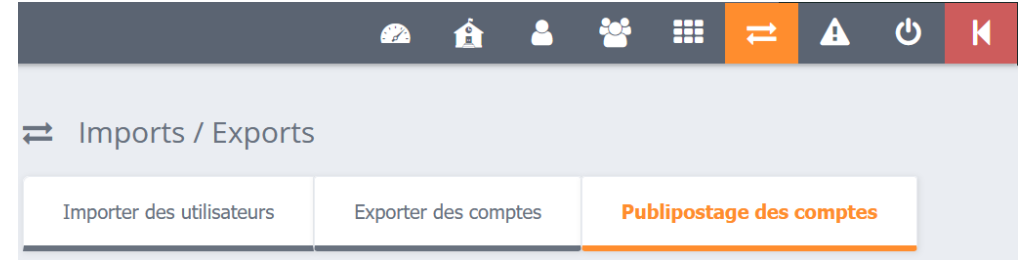 Imports / Exports
Importer des utilisateurs
Exporter des comptes
Publipostage des comptes